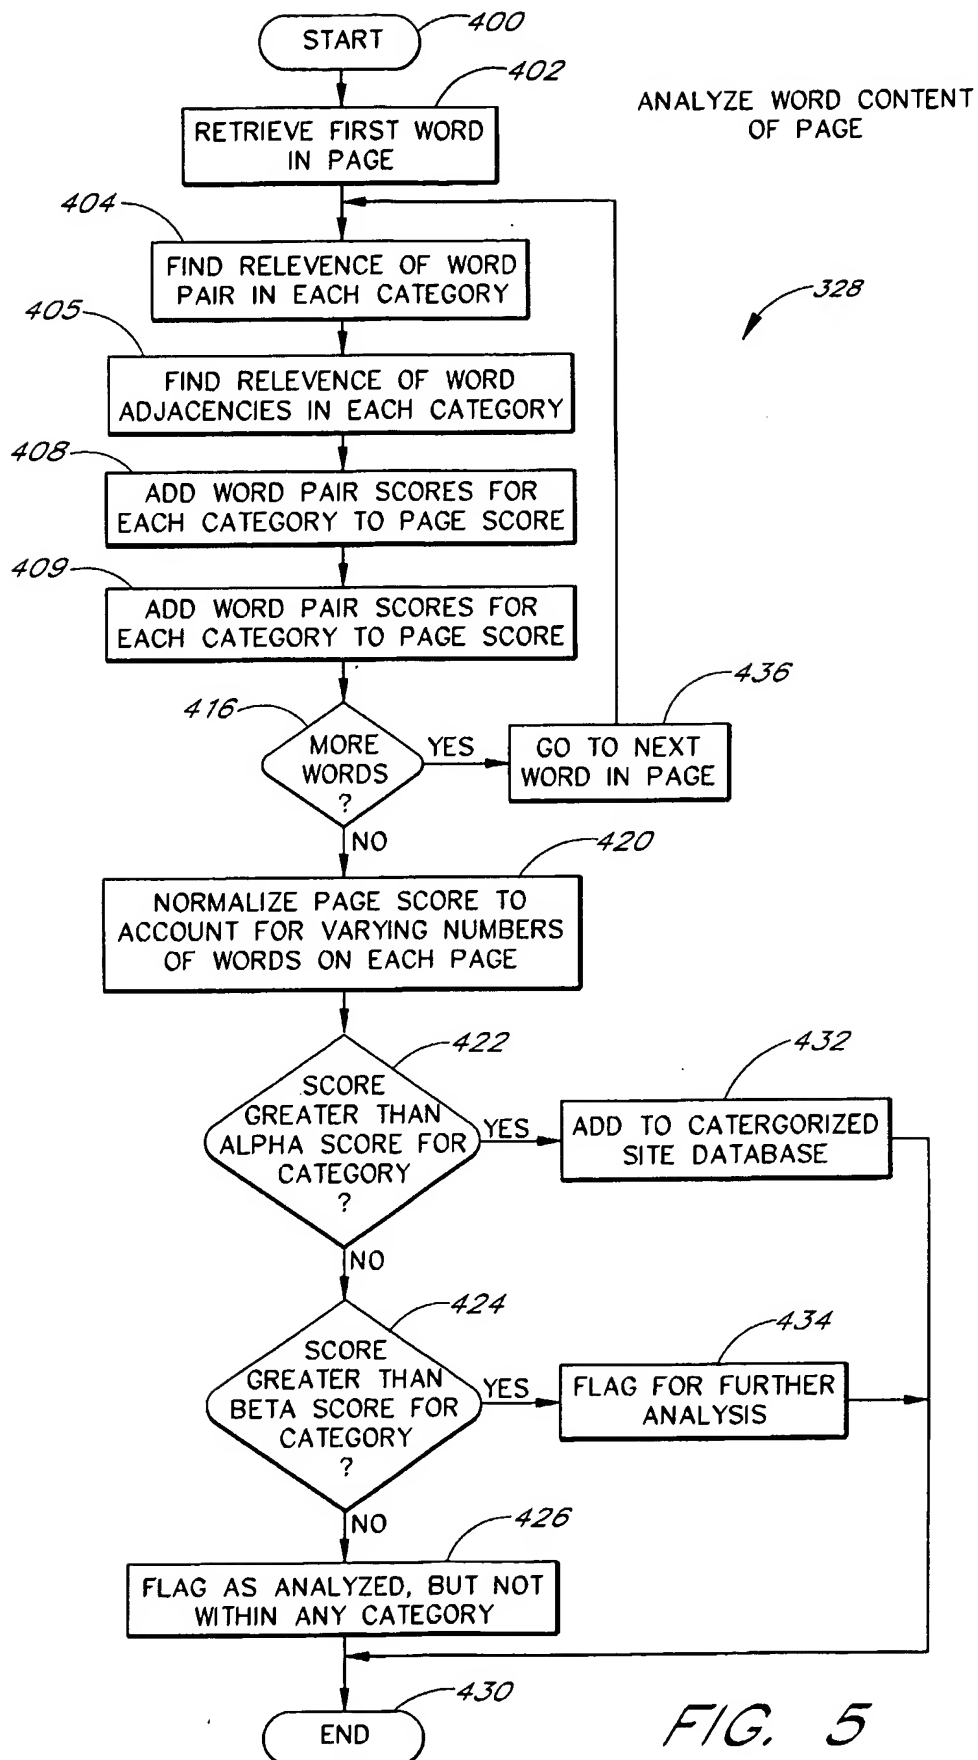 START
400
402
ANALYZE WORD CONTENT
OF PAGE
RETRIEVE FIRST WORD
IN PAGE
404
FIND RELEVENCE OF WORD
PAIR IN EACH CATEGORY
328
405
FIND RELEVENCE OF WORD
ADJACENCIES IN EACH CATEGORY
408
ADD WORD PAIR SCORES FOR
EACH CATEGORY TO PAGE SCORE
409
ADD WORD PAIR SCORES FOR
EACH CATEGORY TO PAGE SCORE
416
MORE
WORDS
?
YES
436
GO TO NEXT
WORD IN PAGE
NO
420
NORMALIZE PAGE SCORE TO
ACCOUNT FOR VARYING NUMBERS
OF WORDS ON EACH PAGE
422
SCORE
GREATER THAN
ALPHA SCORE FOR
CATEGORY
?
YES
432
ADD TO CATERGORIZED
SITE DATABASE
NO
424
SCORE
GREATER THAN
BETA SCORE FOR
CATEGORY
?
YES
434
FLAG FOR FURTHER
ANALYSIS
NO
426
FLAG AS ANALYZED, BUT NOT
WITHIN ANY CATEGORY
430
END
FIG. 5